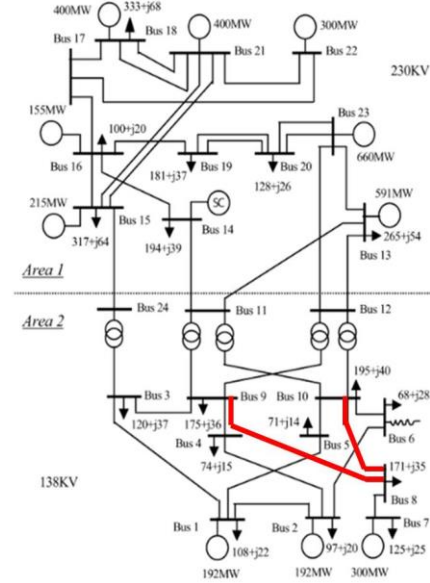 400MW 333+j68
Bus 18
400MW
300MW
Bus 17
Bus 21
Bus 22
230KV
155MW
100+j20
Bus 23
Bus 16
181+j37
Bus 19
Bus 20
128+j26
660MW
591MW
215MW
Bus 15
SC
317+j64
194+j39
Bus 14
265+j54
Bus 13
Area 1
Area 2
Bus 24
Bus 11
Bus 12
195+j40
Bus 3
Bus 9
Bus 10
68+j28
120+j37
175+j36
71+j14
Bus 4
Bus 5
Bus 6
74+j15
171+j35
138KV
Bus 8
Bus 1
Bus 2
Bus 7
108+j22
97+j20
125+j25
192MW
192MW
300MW